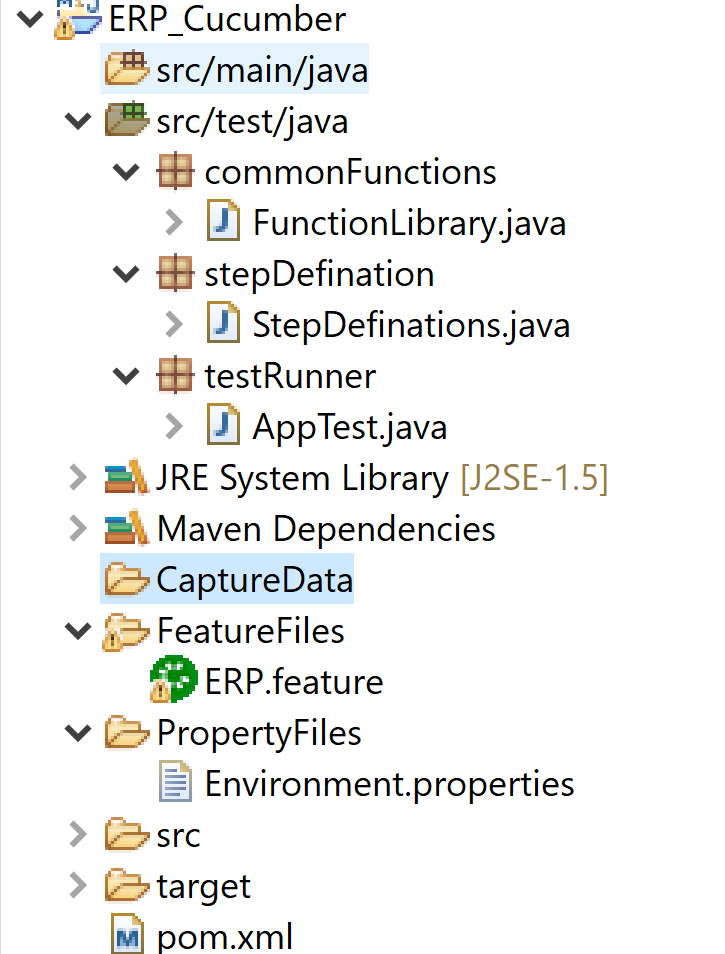 ERP_Cucumber
src/main/java
src/test/java
commonFunctions
FunctionLibrary.java
stepDefination
StepDefinations.java
testRunner
AppTest.java
JRE System Library [J2SE-1.5]
Maven Dependencies
CaptureData
FeatureFiles
ERP.feature
PropertyFiles
Environment.properties
src
target
pom.xml